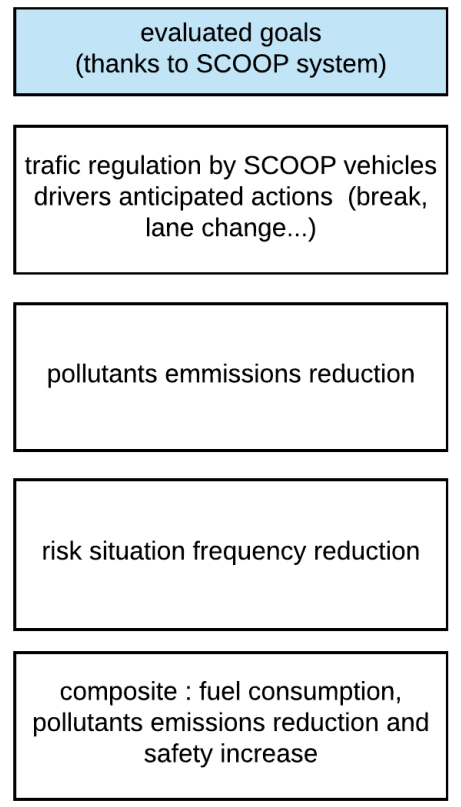 evaluated goals
(thanks to SCOOP system)
trafic regulation by SCOOP vehicles
drivers anticipated actions (break,
lane change...)
pollutants emmissions reduction
risk situation frequency reduction
composite : fuel consumption,
pollutants emissions reduction and
safety increase